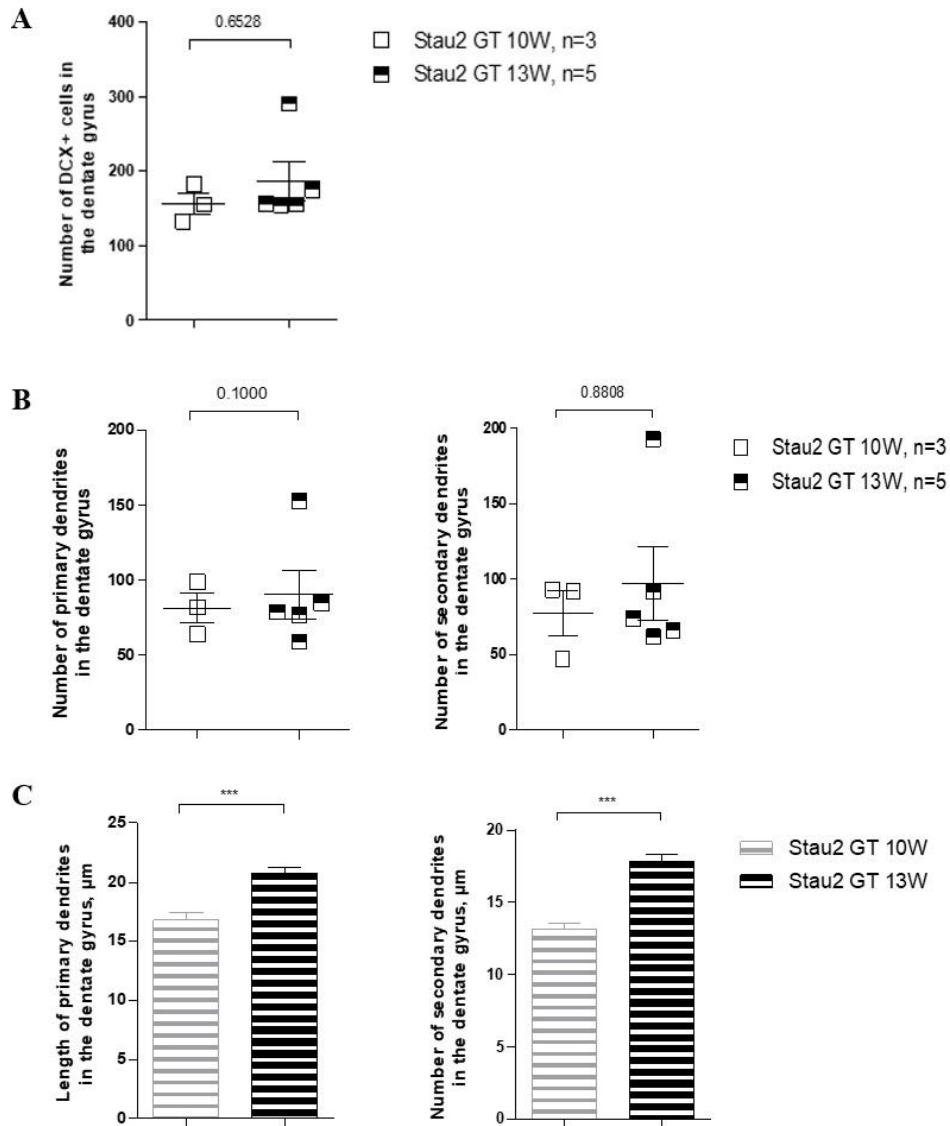 A
0.6528
400
300
200
100
0
Number of DCX+ cells in
the dentate gyrus
Stau2 GT 10W, n=3
Stau2 GT 13W, n=5
B
0.1000
200
150
100
50
0
Number of primary dendrites
in the dentate gyrus
0.8808
200
150
100
50
0
Number of secondary dendrites
in the dentate gyrus
Stau2 GT 10W, n=3
Stau2 GT 13W, n=5
C
***
25
20
15
10
5
0
Length of primary dendrites
in the dentate gyrus, µm
***
20
15
10
5
0
Number of secondary dendrites
in the dentate gyrus, µm
Stau2 GT 10W
Stau2 GT 13W